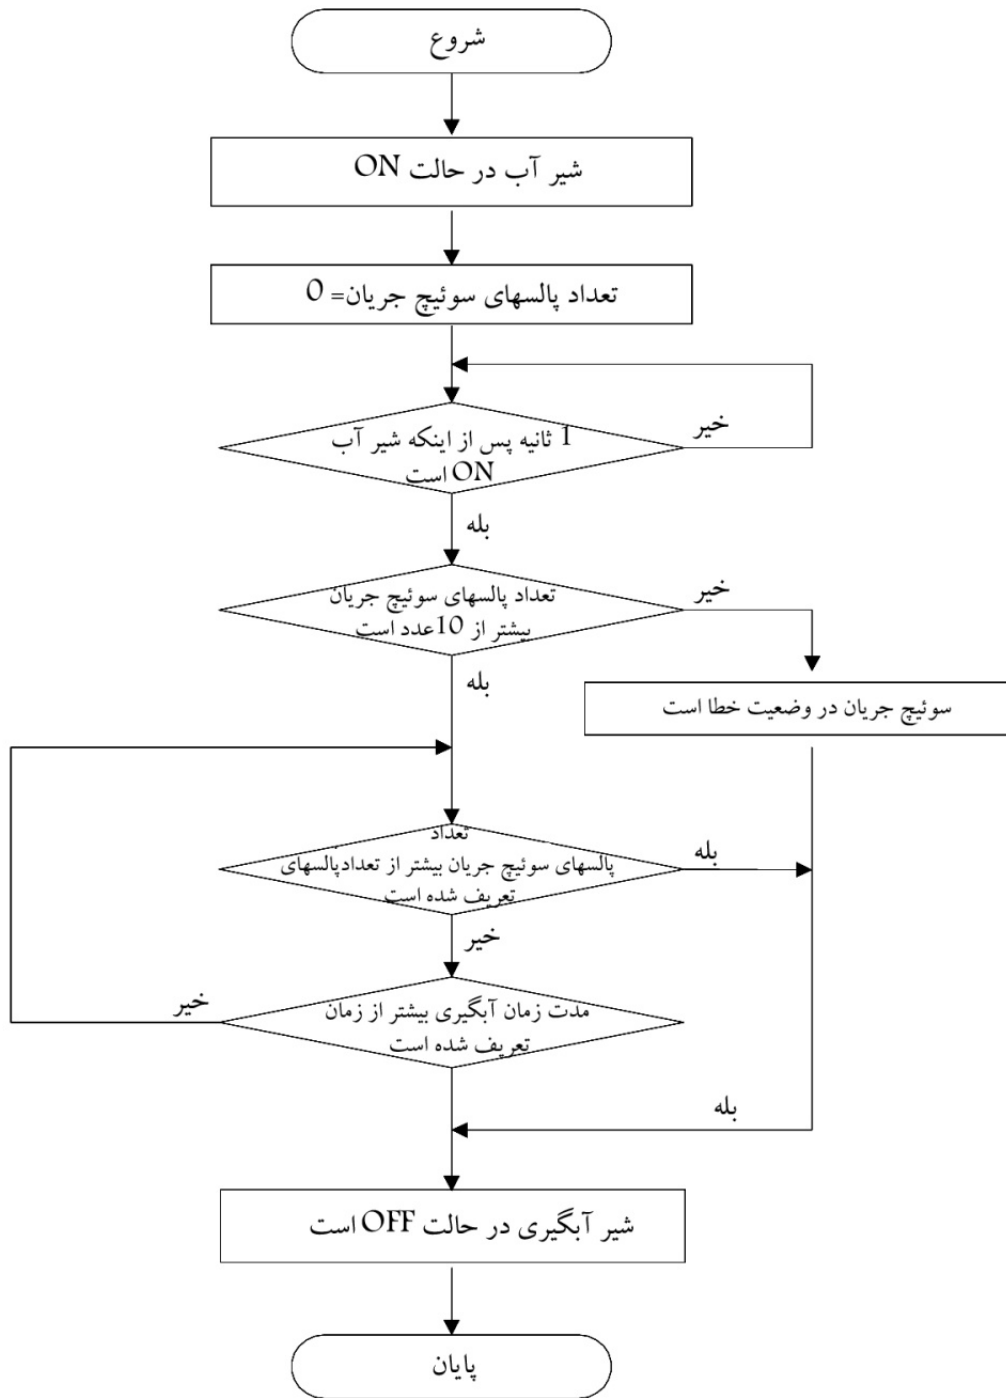 شروع
شیر آب در حالت ON
تعداد پالسهای سوئیچ جریان= 0
خیر
1 ثانیه پس از اینکه شیر آب
ON است
بله
خیر
تعداد پالسهای سوئیچ جریان
بیشتر از 10عدد است
بله
سوئیچ جریان در وضعیت خطا است
تعداد
پالسهای سوئیچ جریان بیشتر از تعدادپالسهای
تعریف شده است
بله
خیر
مدت زمان آبگیری بیشتر از زمان
تعریف شده است
خیر
بله
شیر آبگیری در حالت OFF است
پایان